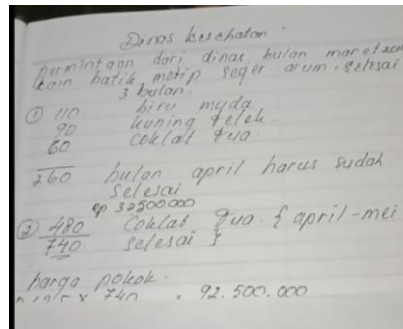 Dinas kesehatan
permintaan dari dinas bulan maret
kain batik motip seger arum. selesai
3 bulan.
① 110 biru muda
90 kuning telek.
60 coklat tua.
260 bulan april harus sudah
selesai
Rp 32500.000
② 480 Coklat tua. { april-mei
740 selesai }
harga pokok.
x 740 = 92.500.000